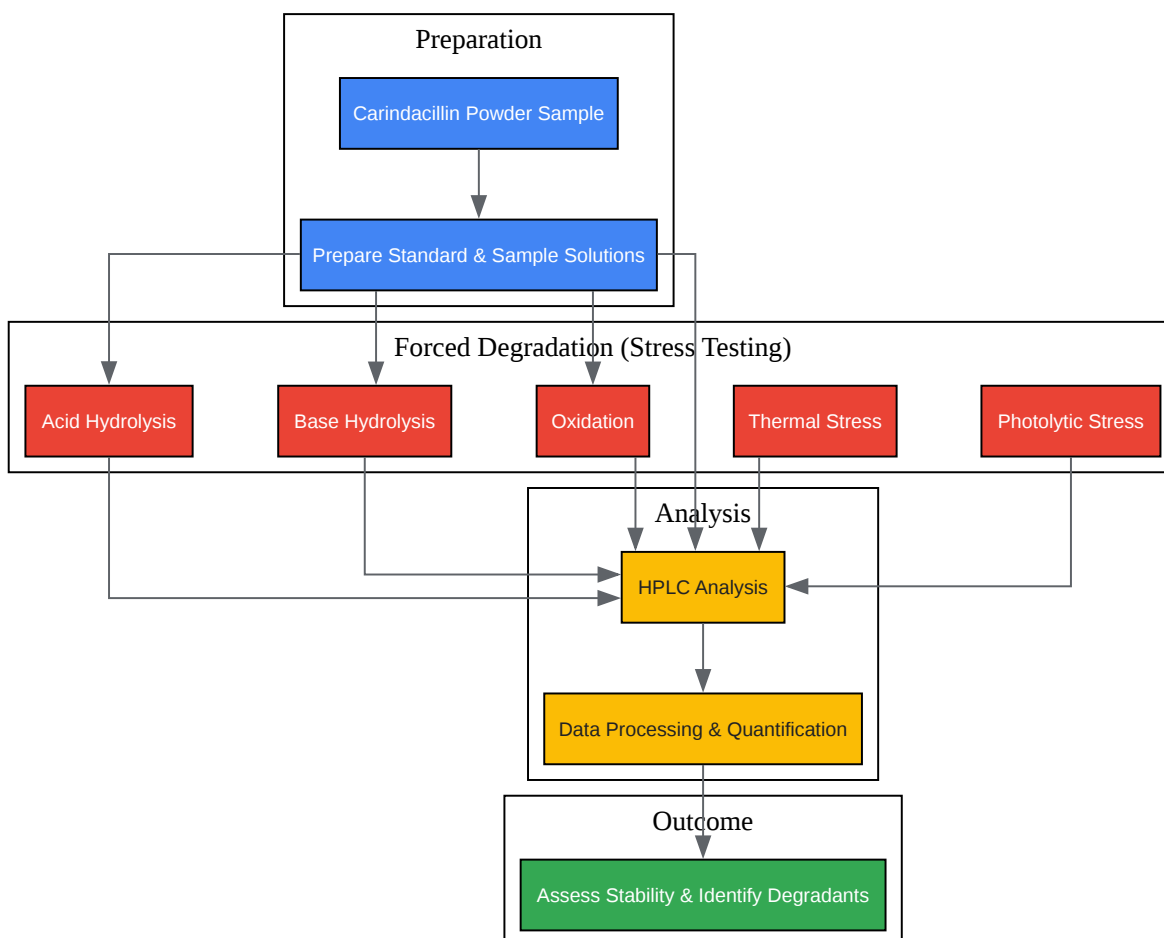 Preparation
Carindacillin Powder Sample
Prepare Standard & Sample Solutions
Forced Degradation (Stress Testing)
Acid Hydrolysis
Base Hydrolysis
Oxidation
Thermal Stress
Photolytic Stress
Analysis
HPLC Analysis
Data Processing & Quantification
Outcome
Assess Stability & Identify Degradants